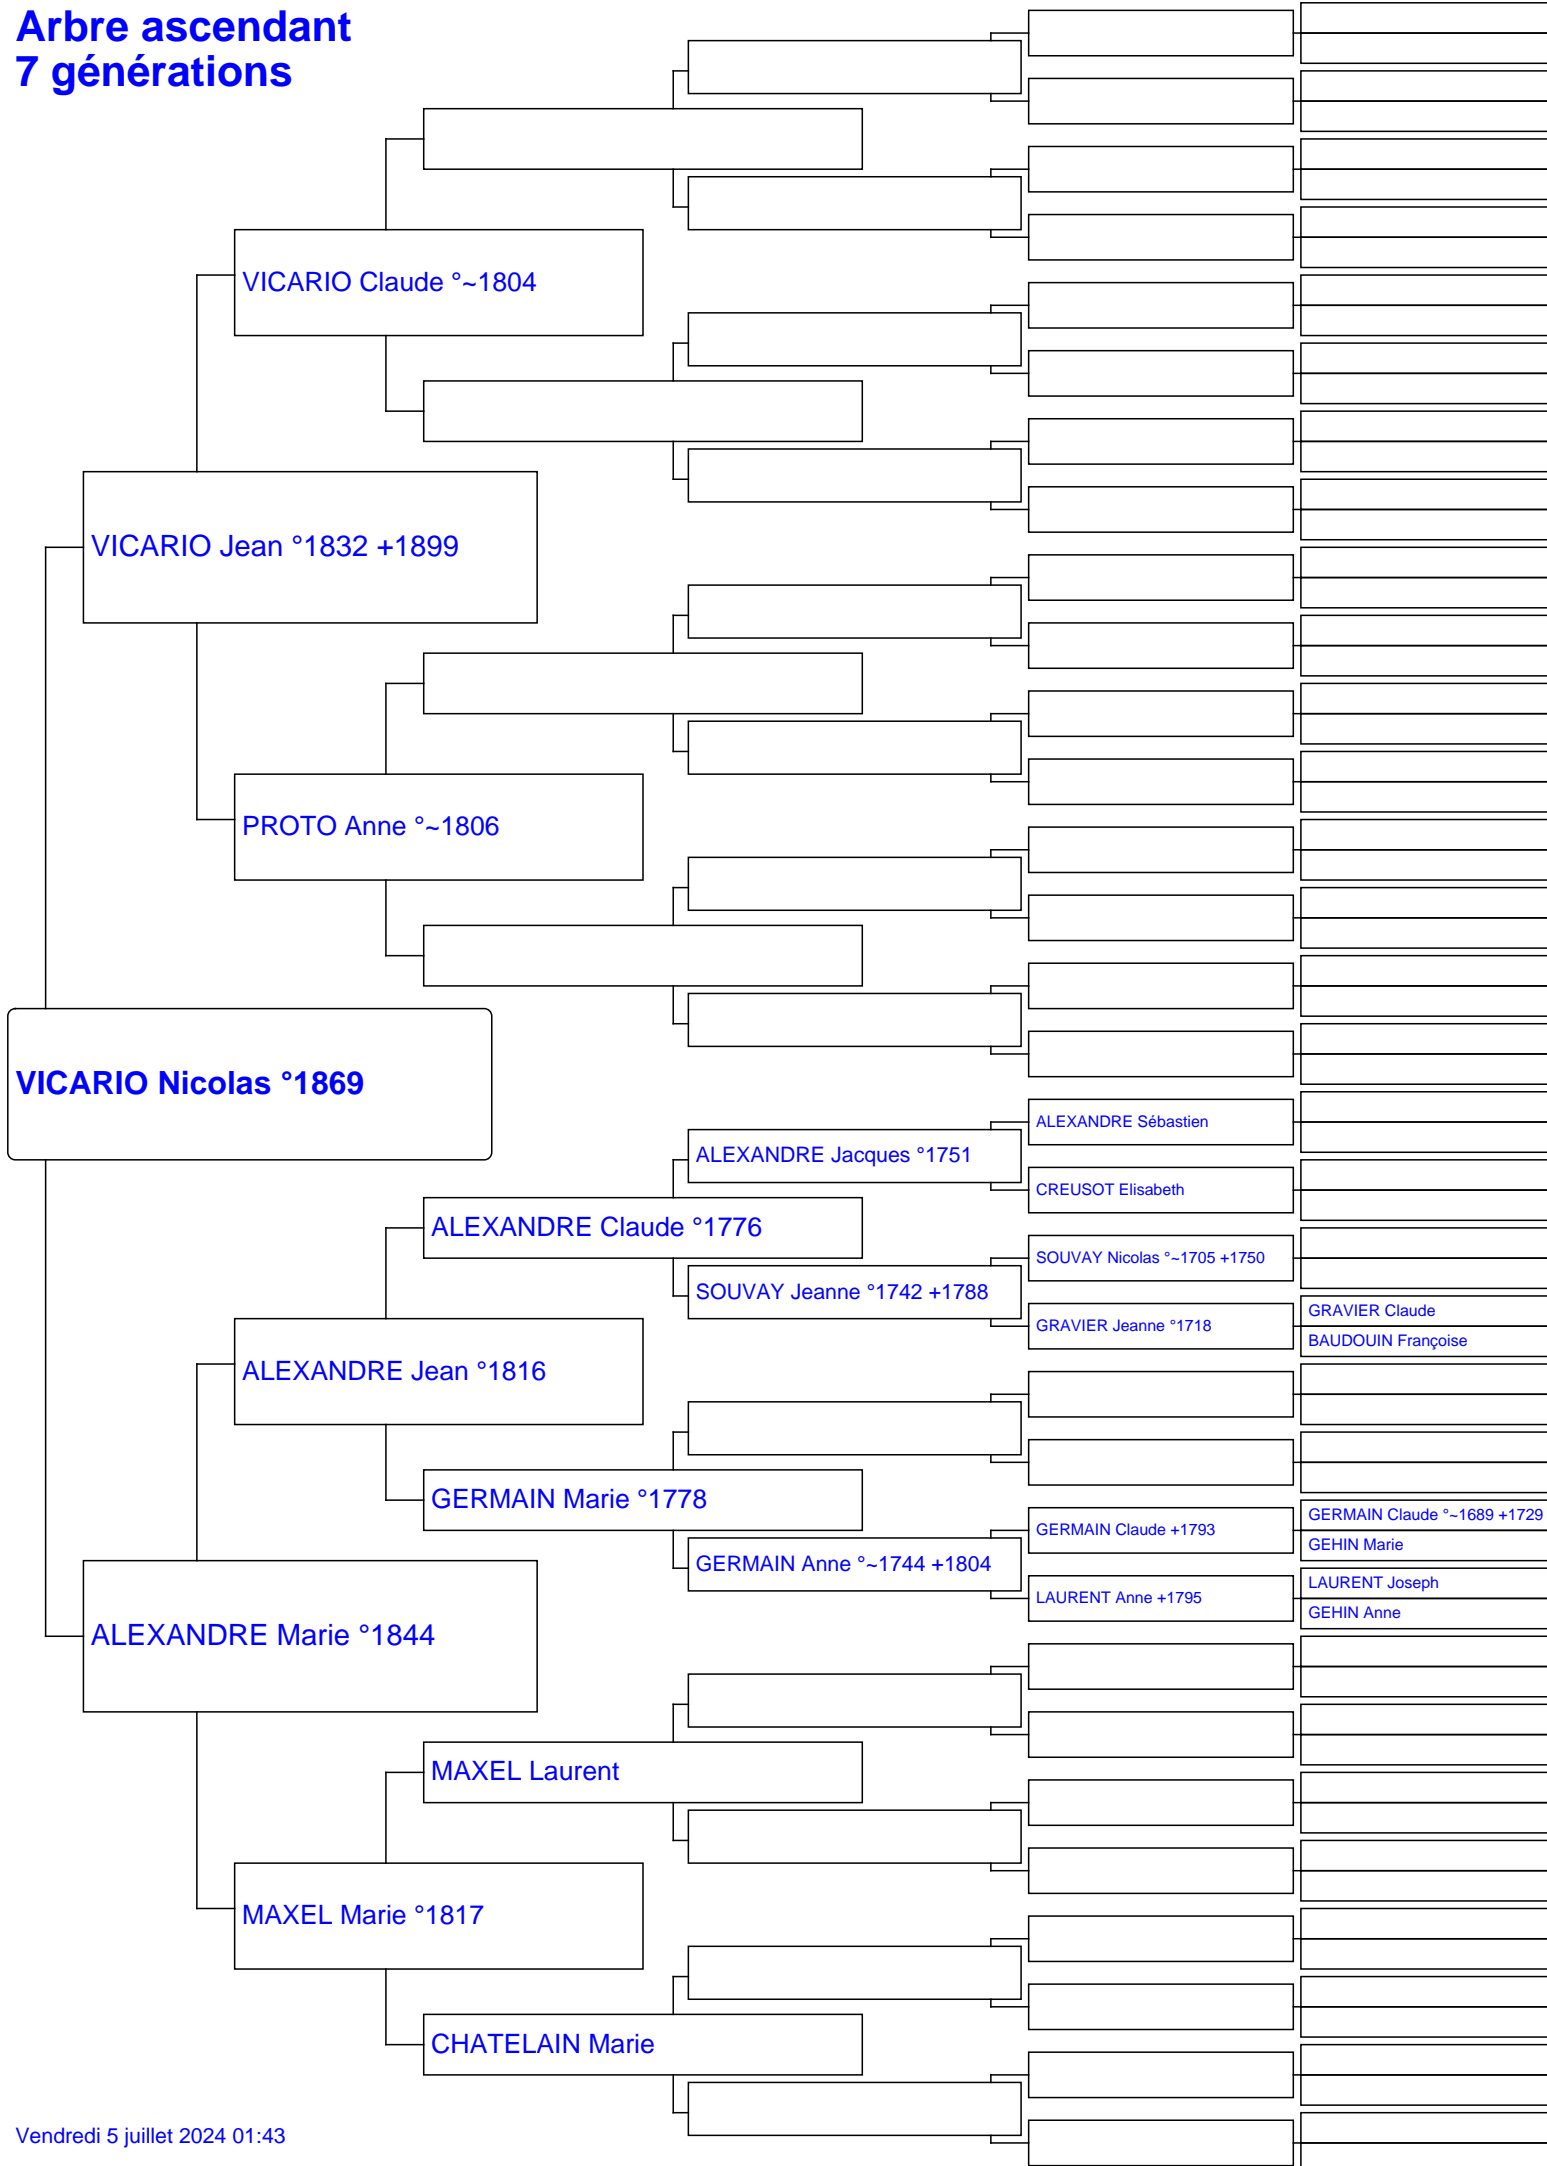 Arbre ascendant
7 générations
VICARIO Claude °~1804
VICARIO Jean °1832 +1899
PROTO Anne °~1806
VICARIO Nicolas °1869
ALEXANDRE Sébastien
ALEXANDRE Jacques °1751
CREUSOT Elisabeth
ALEXANDRE Claude °1776
SOUVAY Nicolas °~1705 +1750
SOUVAY Jeanne °1742 +1788
GRAVIER Claude
GRAVIER Jeanne °1718
BAUDOUIN Françoise
ALEXANDRE Jean °1816
GERMAIN Marie °1778
GERMAIN Claude °~1689 +1729
GERMAIN Claude +1793
GEHIN Marie
GERMAIN Anne °~1744 +1804
LAURENT Joseph
LAURENT Anne +1795
GEHIN Anne
ALEXANDRE Marie °1844
MAXEL Laurent
MAXEL Marie °1817
CHATELAIN Marie
Vendredi 5 juillet 2024 01:43